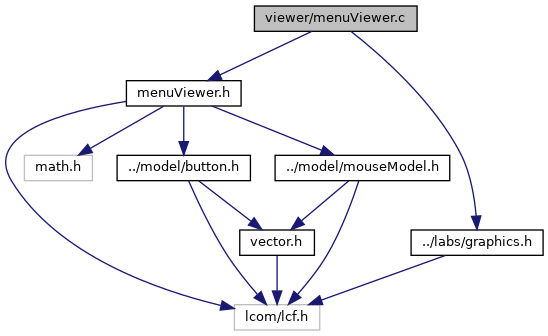 viewer/menuViewer.c
menuViewer.h
math.h
../model/button.h
../model/mouseModel.h
vector.h
../labs/graphics.h
lcom/lcf.h